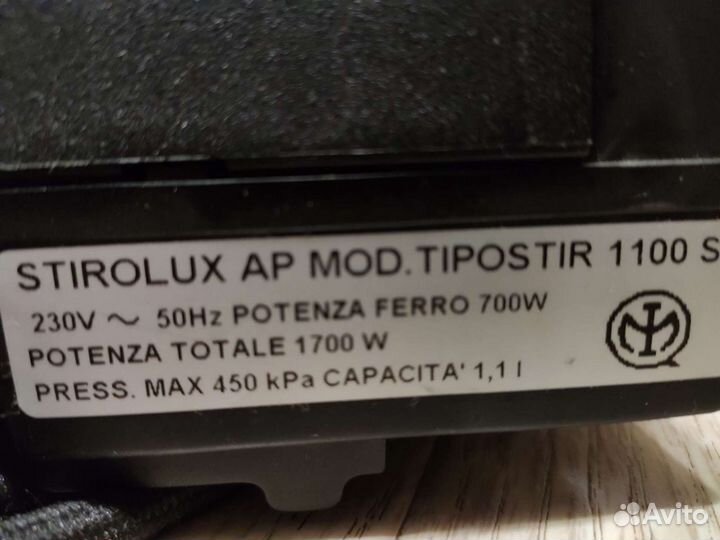 STIROLUX AP MOD.TIPOSTIR 1100 S
230V ~ 50Hz POTENZA FERRO 700W
POTENZA TOTALE 1700 W
PRESS. MAX 450 kPa CAPACITA' 1,1 l
Avito